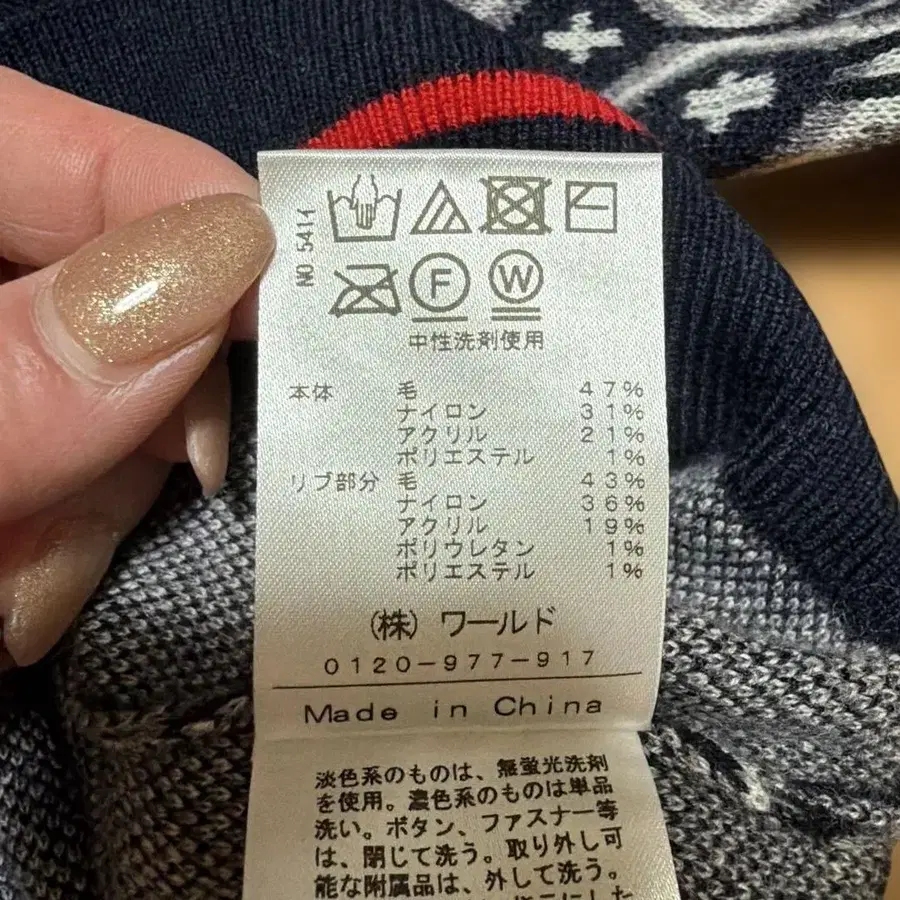 NO 5414
F W
中性洗剤使用
本体 毛 47%
ナイロン 31%
アクリル 21%
ポリエステル 1%
リブ部分 毛 43%
ナイロン 36%
アクリル 19%
ポリウレタン 1%
ポリエステル 1%
(株)ワールド
0120-977-917
Made in China
淡色系のものは、無蛍光洗剤
を使用。濃色系のものは単品
洗い。ボタン、ファスナー等
は、閉じて洗う。取り外し可
能な附属品は、外して洗う。